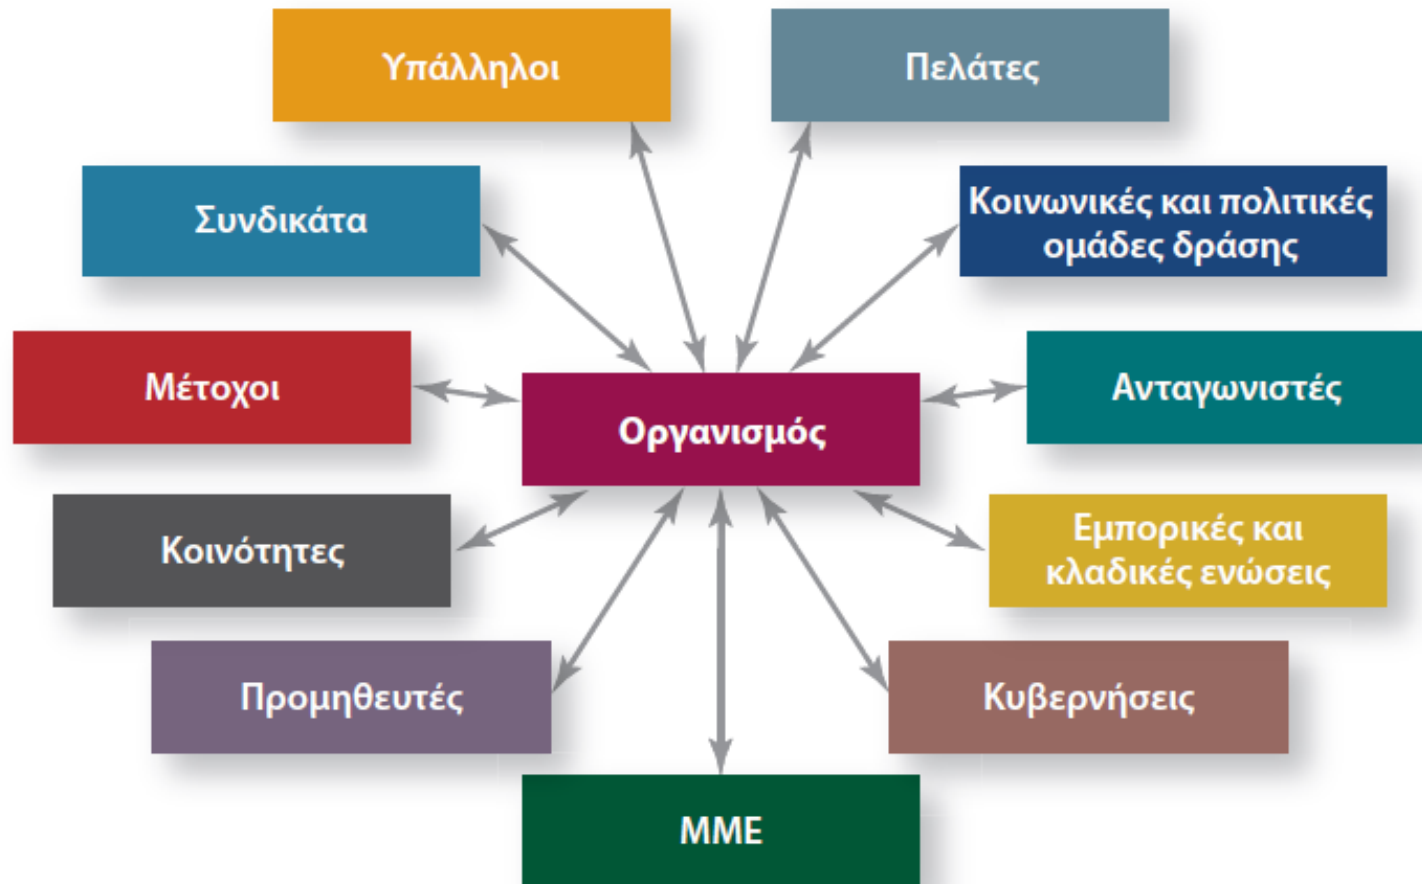 Υπάλληλοι
Πελάτες
Συνδικάτα
Κοινωνικές και πολιτικές
ομάδες δράσης
Μέτοχοι
Οργανισμός
Ανταγωνιστές
Κοινότητες
Εμπορικές και
κλαδικές ενώσεις
Προμηθευτές
Κυβερνήσεις
ΜΜΕ